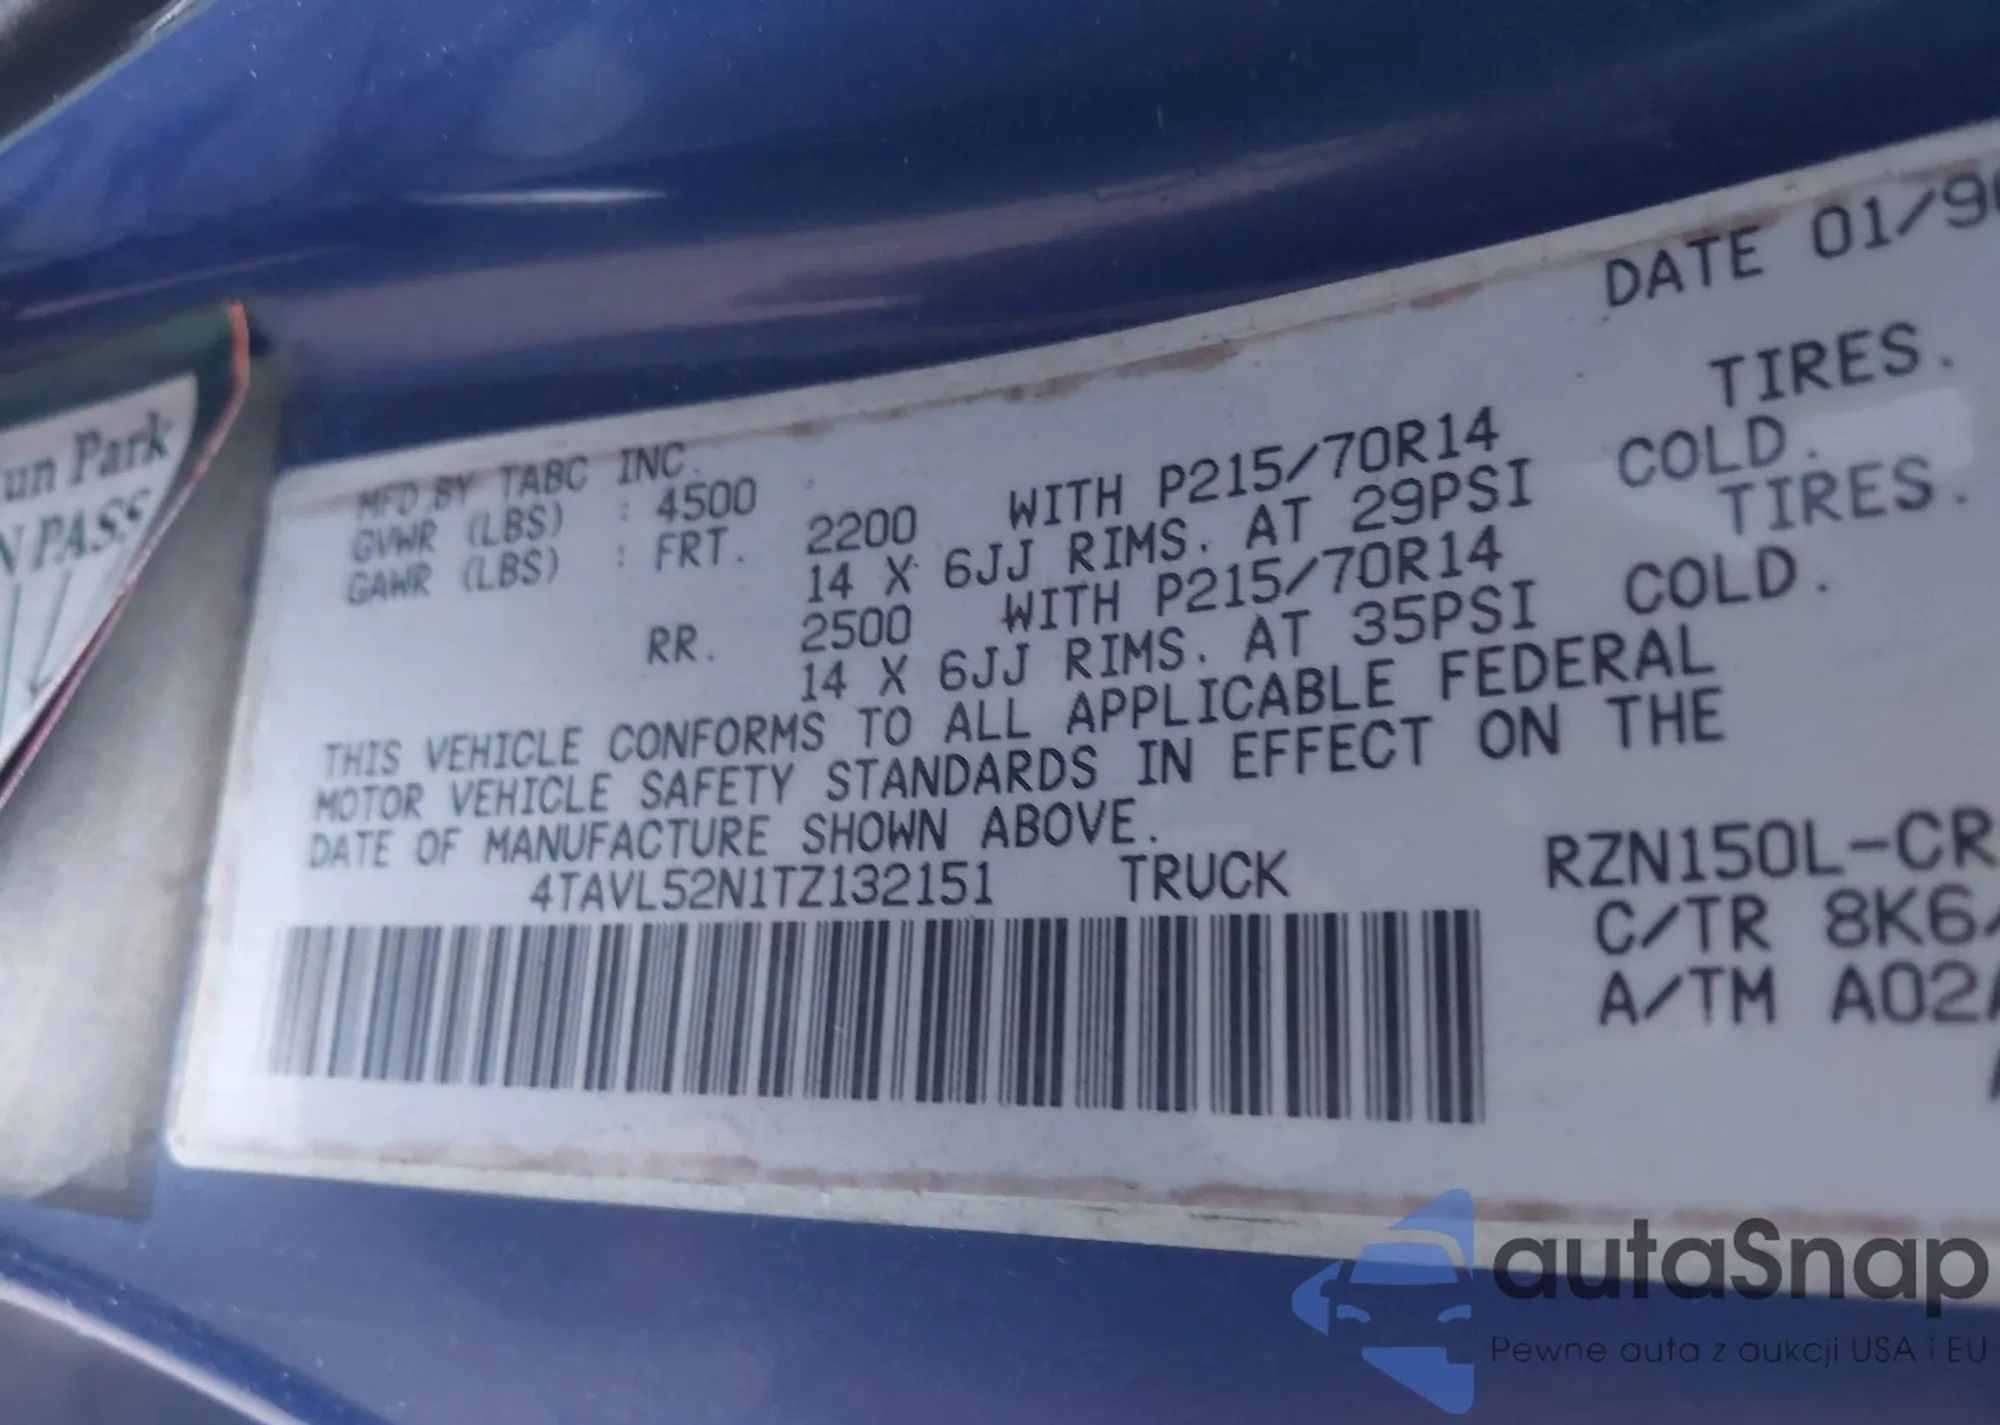 DATE 01/9
MFD.BY TABC INC.
GVWR (LBS) : 4500
GAWR (LBS) : FRT. 2200 WITH P215/70R14 TIRES.
14 X 6JJ RIMS. AT 29PSI COLD.
RR. 2500 WITH P215/70R14 TIRES.
14 X 6JJ RIMS. AT 35PSI COLD.
THIS VEHICLE CONFORMS TO ALL APPLICABLE FEDERAL
MOTOR VEHICLE SAFETY STANDARDS IN EFFECT ON THE
DATE OF MANUFACTURE SHOWN ABOVE.
4TAVL52N1TZ132151 TRUCK RZN150L-CR
C/TR 8K6/
A/TM A02A
un Park
N PASS
autaSnap
Pewne auta z aukcji USA i EU